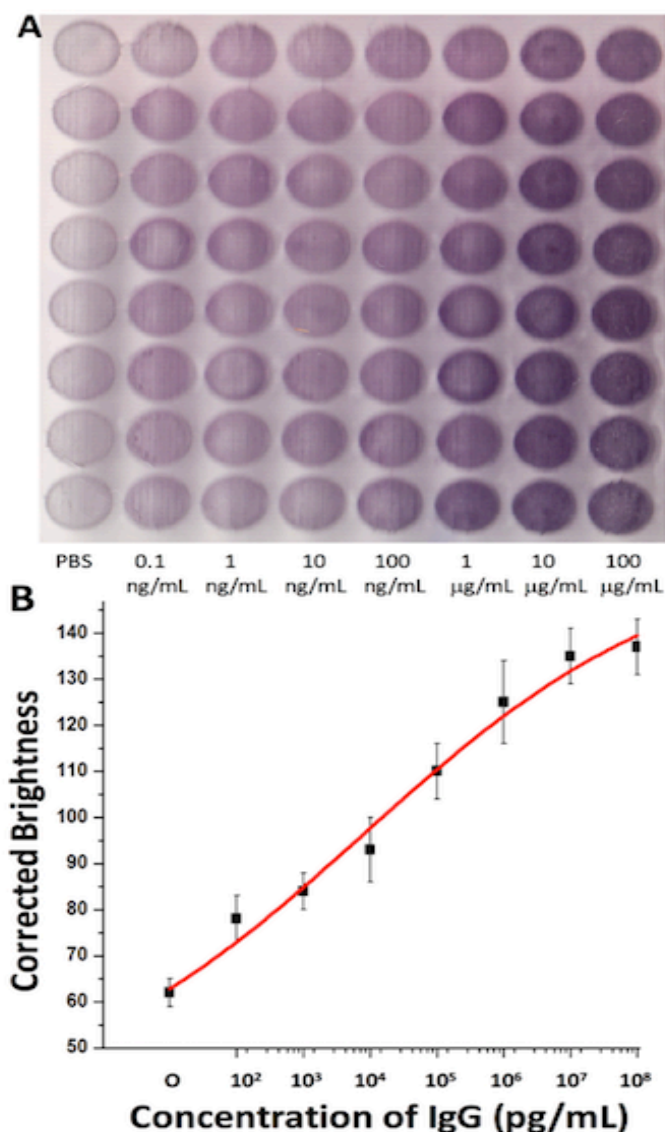 A
PBS 0.1 1 10 100 1 10 100
ng/mL ng/mL ng/mL ng/mL μg/mL μg/mL μg/mL
B
140
130
120
110
100
90
80
70
60
50
Corrected Brightness
O 10² 10³ 10⁴ 10⁵ 10⁶ 10⁷ 10⁸
Concentration of IgG (pg/mL)